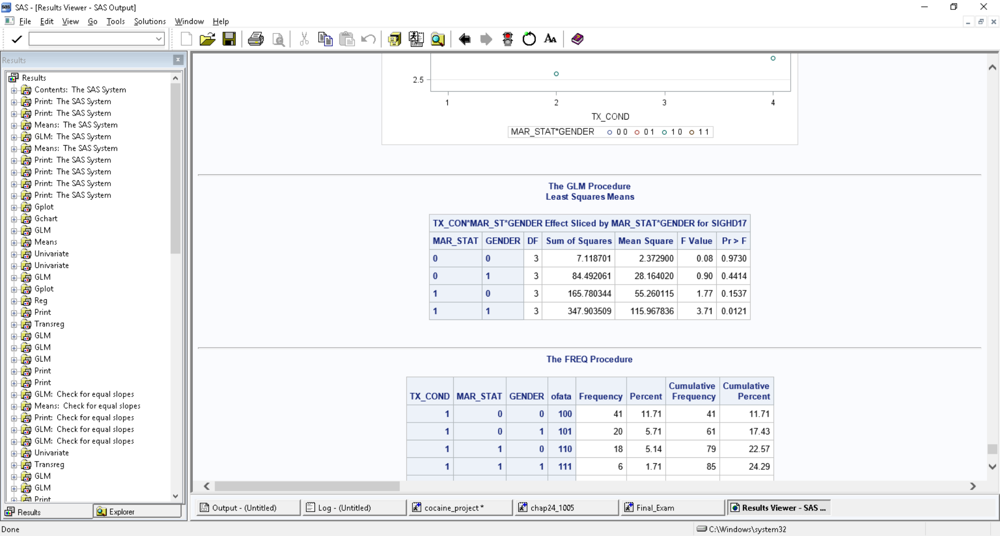 SAS - [Results Viewer - SAS Output]
File Edit View Go Tools Solutions Window Help
Results
Results
Contents: The SAS System
Print: The SAS System
Print: The SAS System
Means: The SAS System
GLM: The SAS System
Means: The SAS System
Print: The SAS System
Print: The SAS System
Print: The SAS System
Print: The SAS System
Gplot
Gchart
GLM
Means
Univariate
Univariate
GLM
Gplot
Reg
Print
Transreg
GLM
GLM
GLM
Print
Print
GLM: Check for equal slopes
Means: Check for equal slopes
Print: Check for equal slopes
GLM: Check for equal slopes
GLM: Check for equal slopes
Univariate
Transreg
GLM
GLM
Print
Results Explorer
2.5
1 2 3 4
TX_COND
MAR_STAT*GENDER 0 0 0 1 1 0 1 1
The GLM Procedure
Least Squares Means
TX_CON*MAR_ST*GENDER Effect Sliced by MAR_STAT*GENDER for SIGHD17
MAR_STAT GENDER DF Sum of Squares Mean Square F Value Pr > F
0 0 3 7.118701 2.372900 0.08 0.9730
0 1 3 84.492061 28.164020 0.90 0.4414
1 0 3 165.780344 55.260115 1.77 0.1537
1 1 3 347.903509 115.967836 3.71 0.0121
The FREQ Procedure
TX_COND MAR_STAT GENDER ofata Frequency Percent Cumulative Frequency Cumulative Percent
1 0 0 100 41 11.71 41 11.71
1 0 1 101 20 5.71 61 17.43
1 1 0 110 18 5.14 79 22.57
1 1 1 111 6 1.71 85 24.29
Output - (Untitled) Log - (Untitled) cocaine_project * chap24_1005 Final_Exam Results Viewer - SAS ...
Done C:\Windows\system32